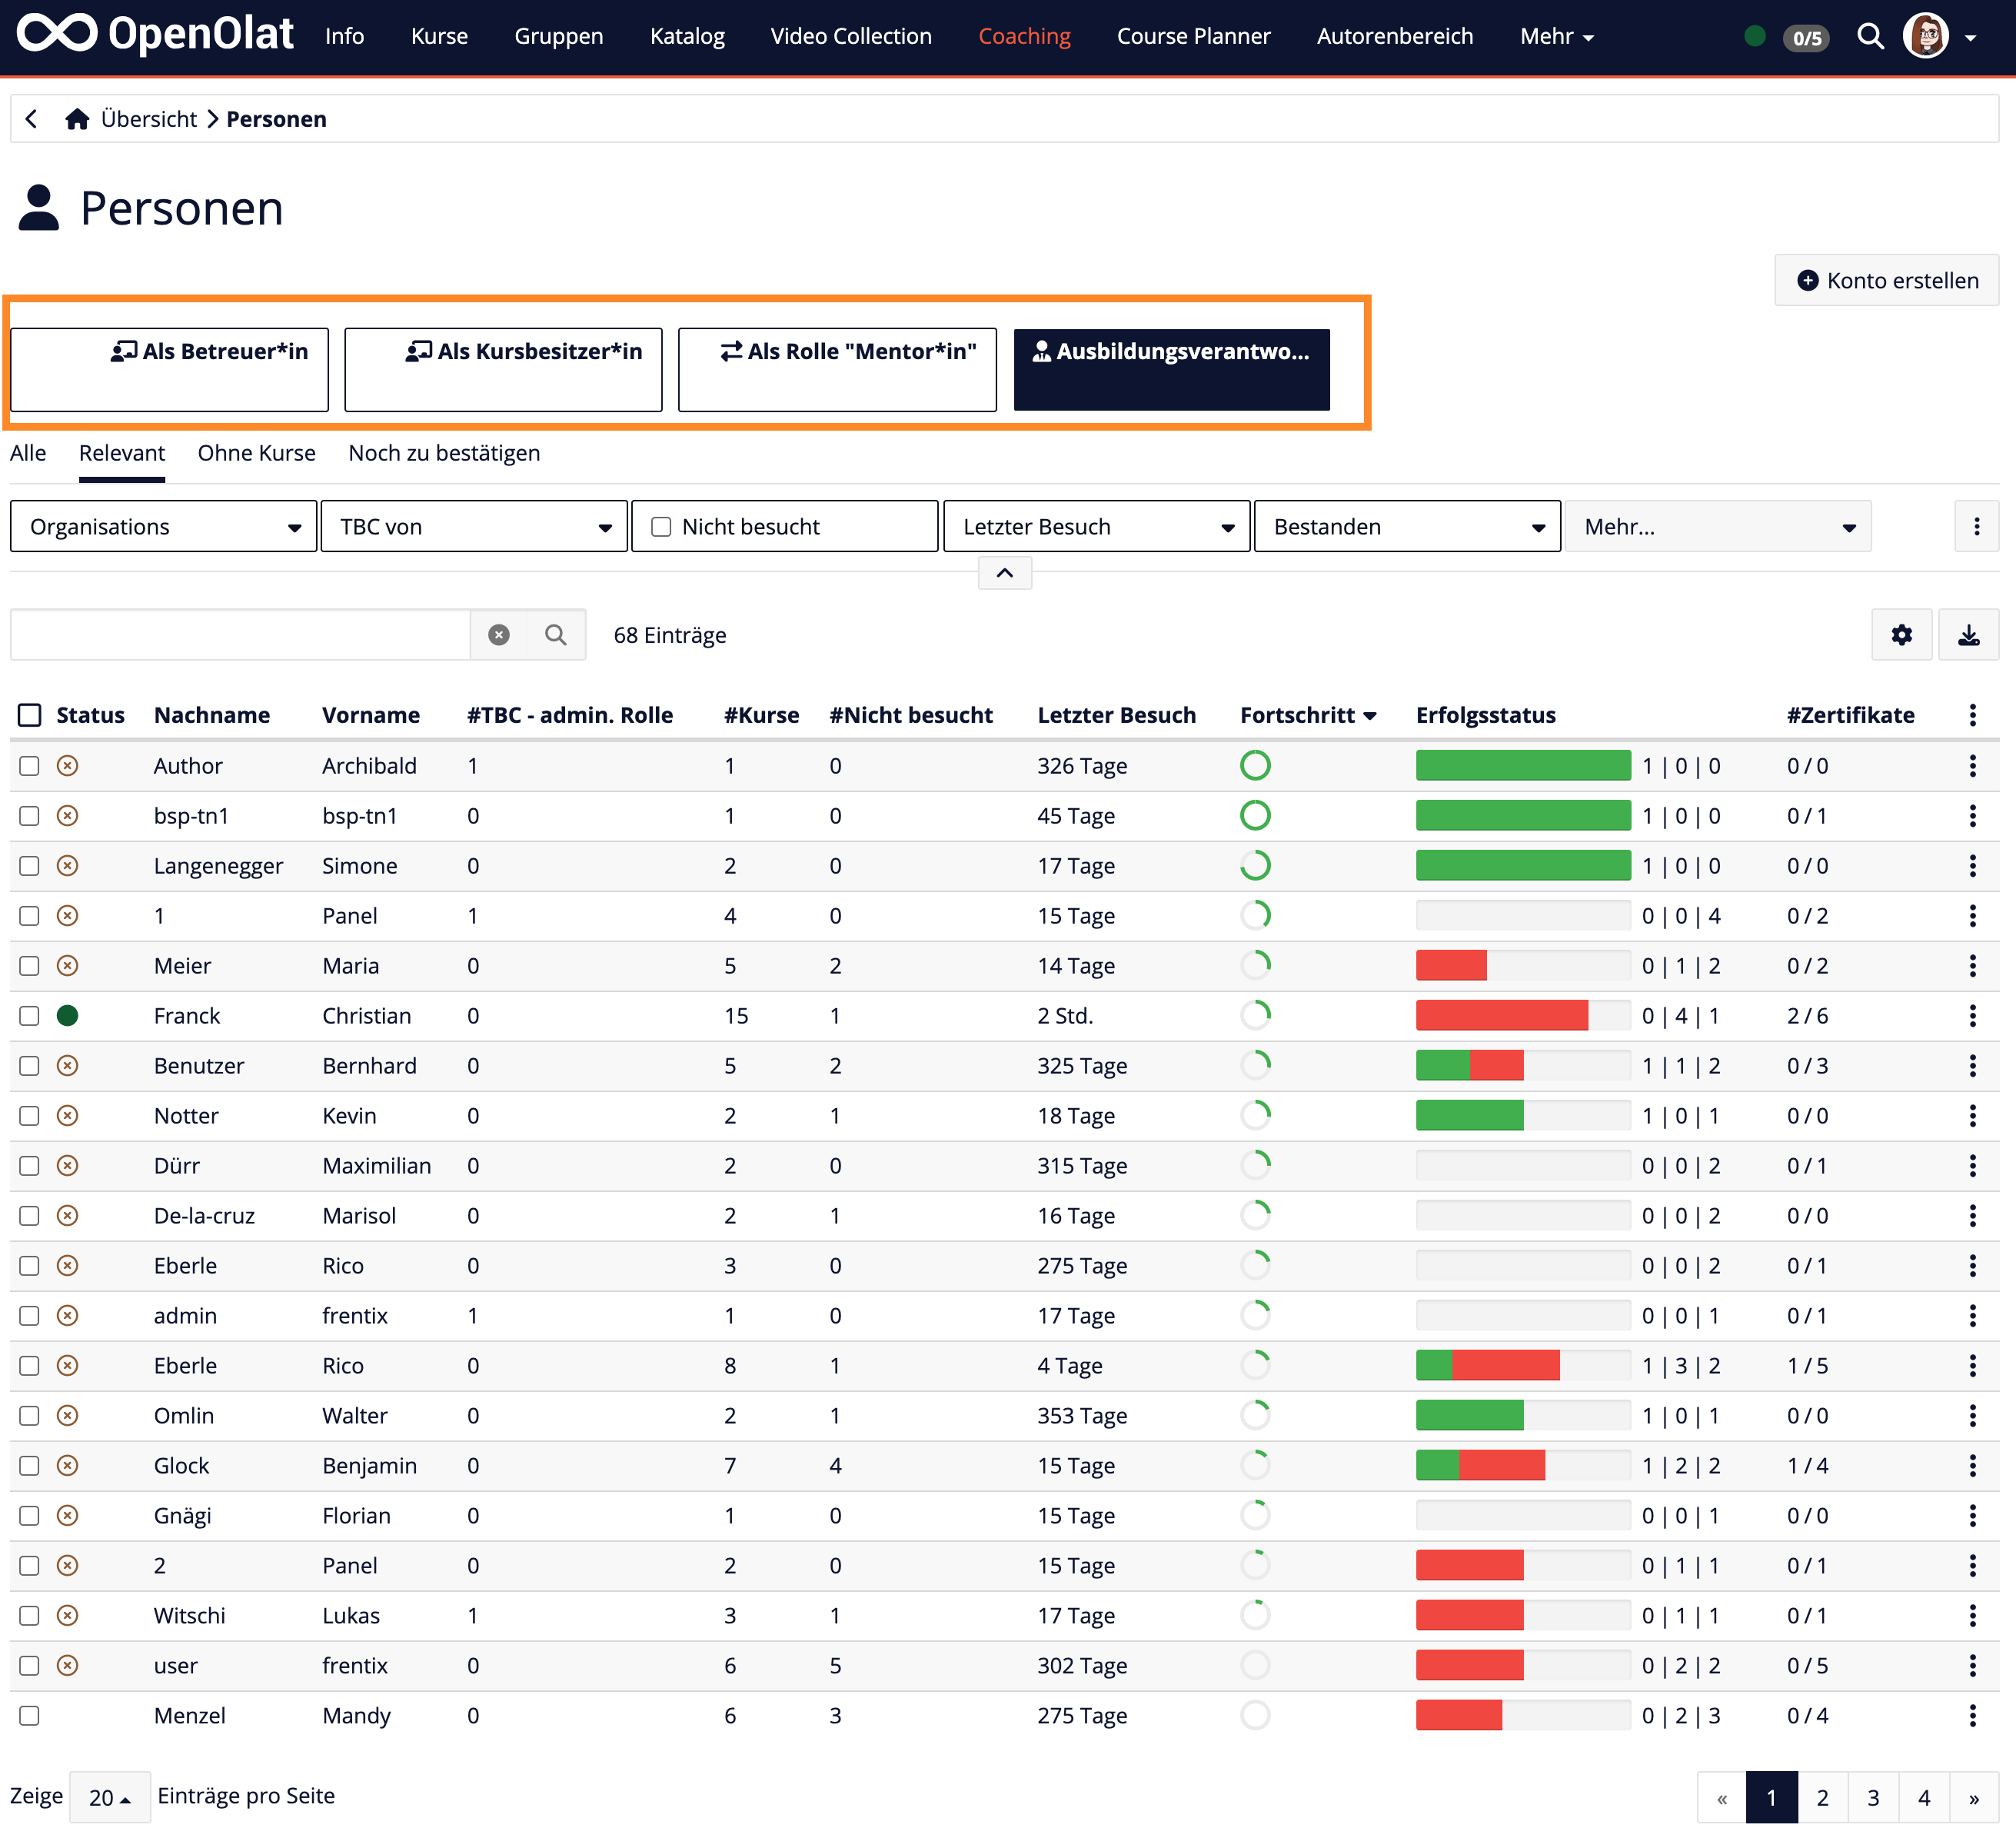 OpenOlat Info Kurse Gruppen Katalog Video Collection Coaching Course Planner Autorenbereich Mehr 0/5
Übersicht Personen
Personen
Konto erstellen
Als Betreuer*in Als Kursbesitzer*in Als Rolle "Mentor*in" Ausbildungsverantwo...
Alle Relevant Ohne Kurse Noch zu bestätigen
Organisations TBC von Nicht besucht Letzter Besuch Bestanden Mehr...
68 Einträge
Status Nachname Vorname #TBC - admin. Rolle #Kurse #Nicht besucht Letzter Besuch Fortschritt Erfolgsstatus #Zertifikate
Author Archibald 1 1 0 326 Tage 1 | 0 | 0 0 / 0
bsp-tn1 bsp-tn1 0 1 0 45 Tage 1 | 0 | 0 0 / 1
Langenegger Simone 0 2 0 17 Tage 1 | 0 | 0 0 / 0
1 Panel 1 4 0 15 Tage 0 | 0 | 4 0 / 2
Meier Maria 0 5 2 14 Tage 0 | 1 | 2 0 / 2
Franck Christian 0 15 1 2 Std. 0 | 4 | 1 2 / 6
Benutzer Bernhard 0 5 2 325 Tage 1 | 1 | 2 0 / 3
Notter Kevin 0 2 1 18 Tage 1 | 0 | 1 0 / 0
Dürr Maximilian 0 2 0 315 Tage 0 | 0 | 2 0 / 1
De-la-cruz Marisol 0 2 1 16 Tage 0 | 0 | 2 0 / 0
Eberle Rico 0 3 0 275 Tage 0 | 0 | 2 0 / 1
admin frentix 1 1 0 17 Tage 0 | 0 | 1 0 / 1
Eberle Rico 0 8 1 4 Tage 1 | 3 | 2 1 / 5
Omlin Walter 0 2 1 353 Tage 1 | 0 | 1 0 / 0
Glock Benjamin 0 7 4 15 Tage 1 | 2 | 2 1 / 4
Gnägi Florian 0 1 0 15 Tage 0 | 0 | 1 0 / 0
2 Panel 0 2 0 15 Tage 0 | 1 | 1 0 / 1
Witschi Lukas 1 3 1 17 Tage 0 | 1 | 1 0 / 1
user frentix 0 6 5 302 Tage 0 | 2 | 2 0 / 5
Menzel Mandy 0 6 3 275 Tage 0 | 2 | 3 0 / 4
Zeige 20 Einträge pro Seite « 1 2 3 4 »